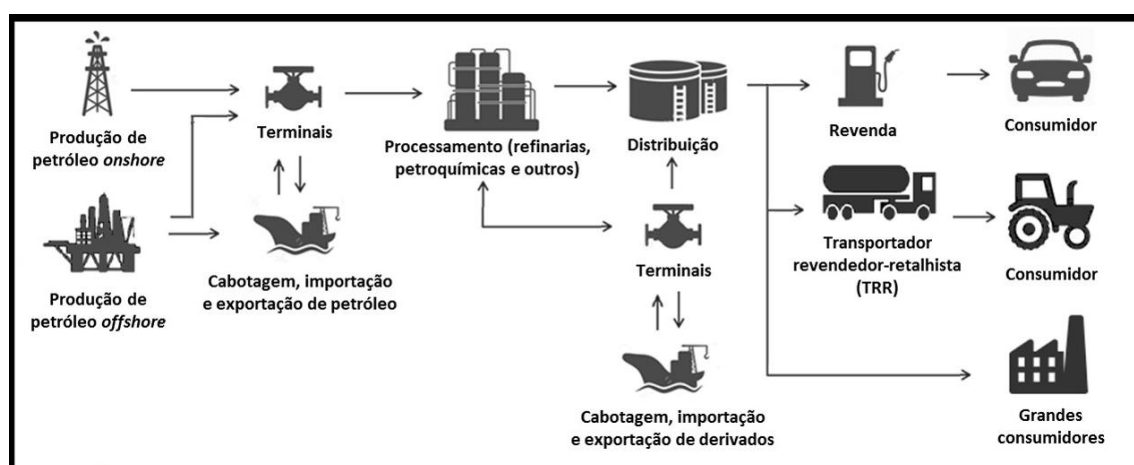 Produção de
petróleo onshore
Produção de
petróleo offshore
Terminais
Cabotagem, importação
e exportação de petróleo
Processamento (refinarias,
petroquímicas e outros)
Distribuição
Terminais
Cabotagem, importação
e exportação de derivados
Revenda
Consumidor
Transportador
revendedor-retalhista
(TRR)
Consumidor
Grandes
consumidores